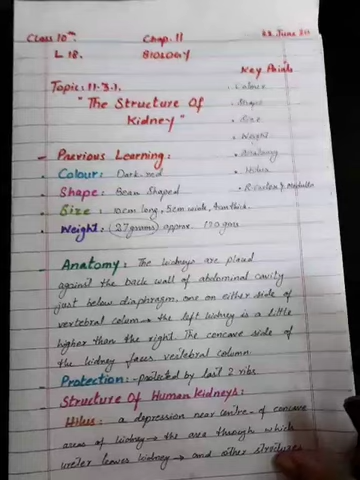 Class 10th Chap. 11
L 18. BIOLOGY
Key Points
Topic: 11.3.1.
"The Structure Of
Kidney"
• Colour
• Shape
• Size
• Weight
• Anatomy
• Hilus
– Previous Learning:
– Colour: Dark red
– Shape: Bean Shaped
– Size: 10cm long, 5cm wide, 4cm thick.
– Weight: (27grams) approx. 120 gms
– Anatomy: The kidneys are placed
against the back wall of abdominal cavity
just below diaphragm, one on either side of
vertebral colum → the left kidney is a little
higher than the right. The concave side of
the kidney faces vertebral column
– Protection: - protected by last 2 ribs
– Structure Of Human Kidneys:
Hilus: a depression near centre of concave
area of kidney → the area through which
ureter leaves kidney → and other structures